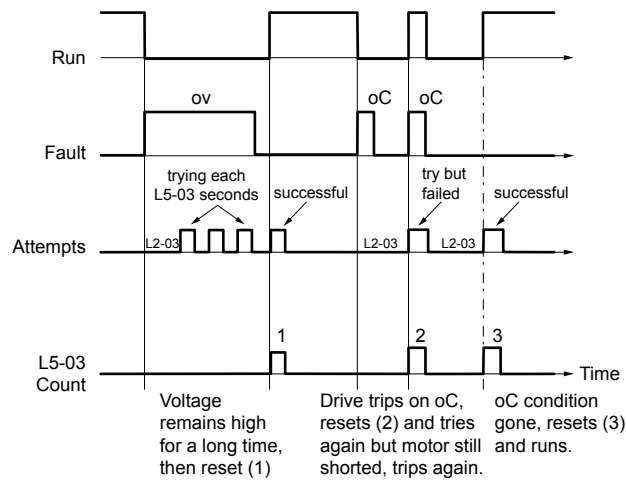 Run
ov
oC
oC
Fault
trying each
L5-03 seconds
successful
try but
failed
successful
Attempts
L2-03
L2-03
L2-03
1
2
3
L5-03
Count
Time
Voltage
remains high
for a long time,
then reset (1)
Drive trips on oC,
resets (2) and tries
again but motor still
shorted, trips again.
oC condition
gone, resets (3)
and runs.